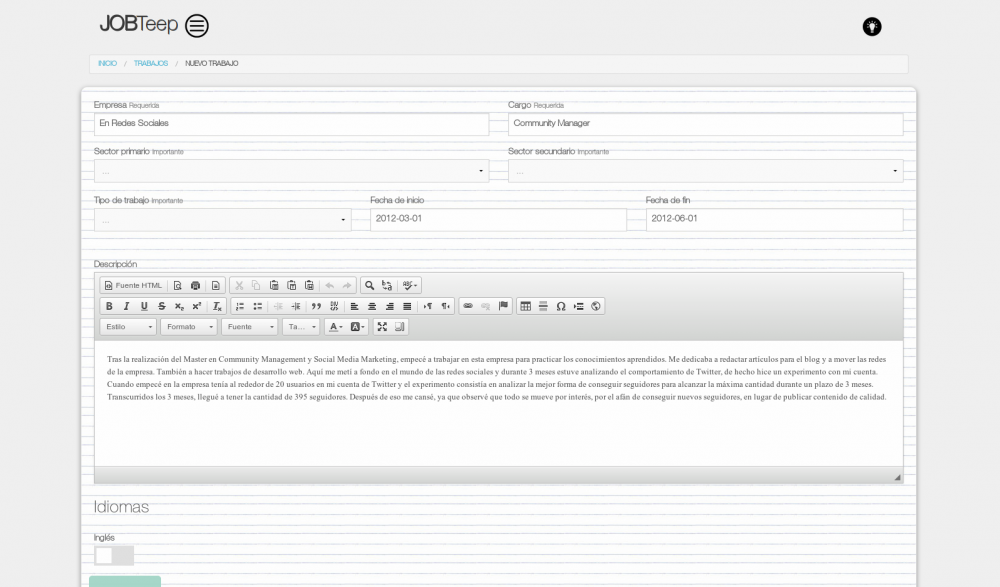 JOBTeep
INICIO / TRABAJOS / NUEVO TRABAJO
Empresa Requerida
Cargo Requerida
En Redes Sociales
Community Manager
Sector primario Importante
Sector secundario Importante
...
...
Tipo de trabajo Importante
Fecha de inicio
Fecha de fin
...
2012-03-01
2012-06-01
Descripción
Fuente HTML
B I U S x₂ x² Iₓ
Estilo Formato Fuente Ta... A A
Tras la realización del Master en Community Management y Social Media Marketing, empecé a trabajar en esta empresa para practicar los conocimientos aprendidos. Me dedicaba a redactar artículos para el blog y a mover las redes
de la empresa. También a hacer trabajos de desarrollo web. Aquí me metí a fondo en el mundo de las redes sociales y durante 3 meses estuve analizando el comportamiento de Twitter, de hecho hice un experimento con mi cuenta.
Cuando empecé en la empresa tenía al rededor de 20 usuarios en mi cuenta de Twitter y el experimento consistía en analizar la mejor forma de conseguir seguidores para alcanzar la máxima cantidad durante un plazo de 3 meses.
Transcurridos los 3 meses, llegué a tener la cantidad de 395 seguidores. Después de eso me cansé, ya que observé que todo se mueve por interés, por el afán de conseguir nuevos seguidores, en lugar de publicar contenido de calidad.
Idiomas
Inglés